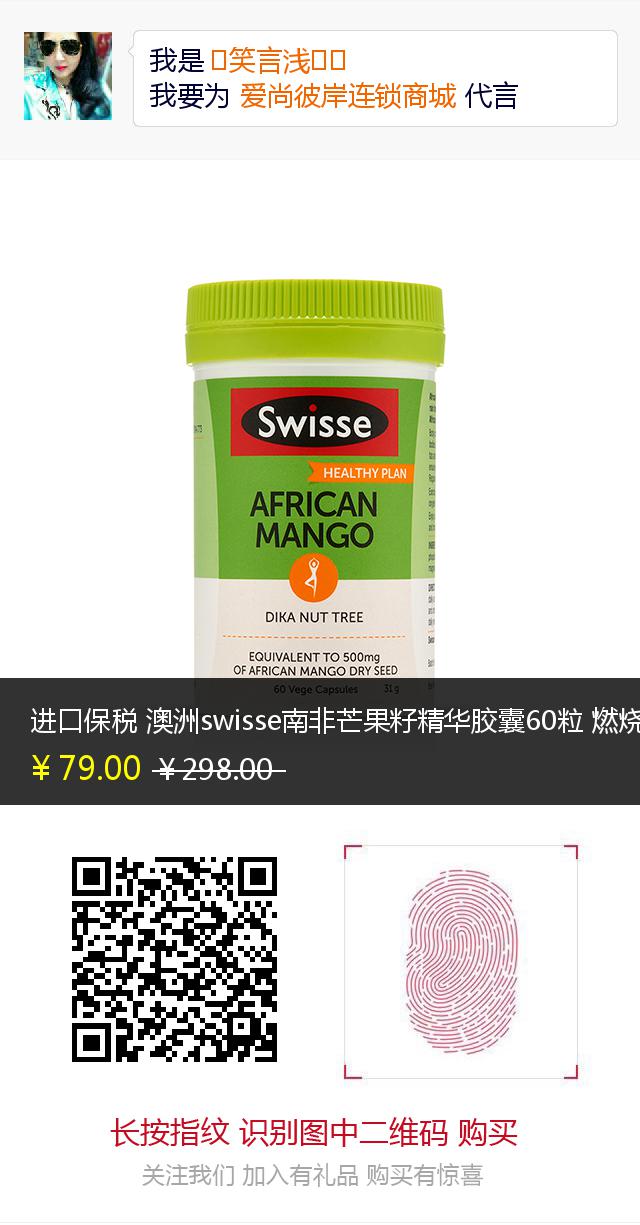 我是 笑言浅
我要为 爱尚彼岸连锁商城 代言
Swisse
HEALTHY PLAN
AFRICAN
MANGO
DIKA NUT TREE
EQUIVALENT TO 500mg
OF AFRICAN MANGO DRY SEED
60 Vege Capsules 31 g
进口保税 澳洲swisse南非芒果籽精华胶囊60粒 燃烧
¥ 79.00 ¥ 298.00
长按指纹 识别图中二维码 购买
关注我们 加入有礼品 购买有惊喜